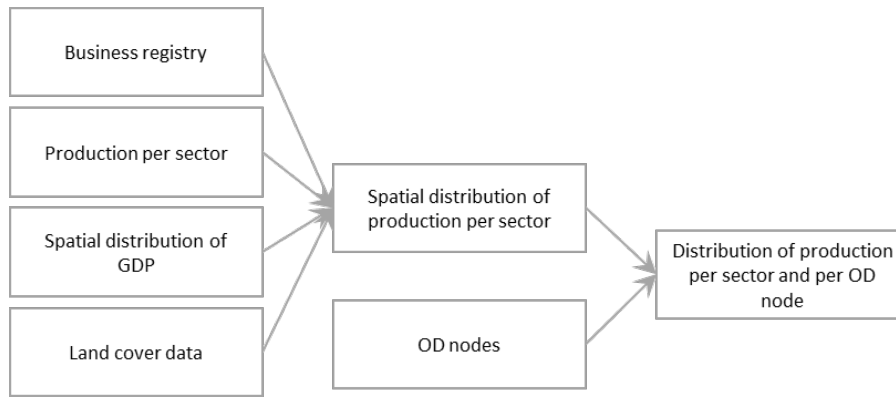 Business registry
Production per sector
Spatial distribution of
GDP
Land cover data
Spatial distribution of
production per sector
OD nodes
Distribution of production
per sector and per OD
node